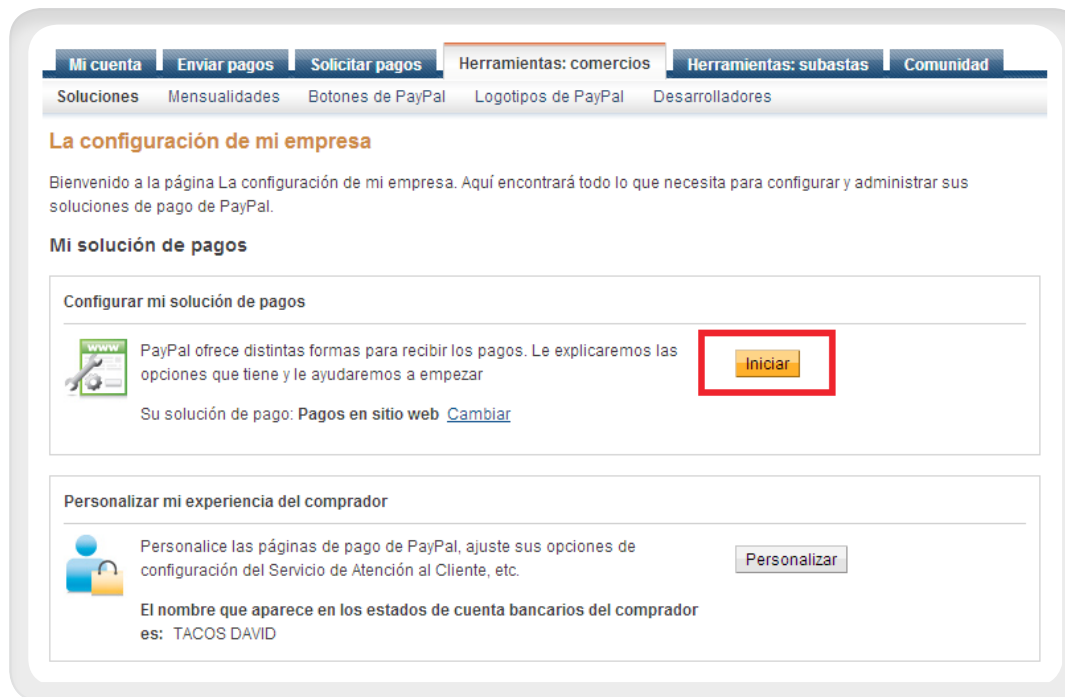 Mi cuenta Enviar pagos Solicitar pagos Herramientas: comercios Herramientas: subastas Comunidad
Soluciones Mensualidades Botones de PayPal Logotipos de PayPal Desarrolladores
La configuración de mi empresa
Bienvenido a la página La configuración de mi empresa. Aquí encontrará todo lo que necesita para configurar y administrar sus
soluciones de pago de PayPal.
Mi solución de pagos
Configurar mi solución de pagos
www
PayPal ofrece distintas formas para recibir los pagos. Le explicaremos las
opciones que tiene y le ayudaremos a empezar
Iniciar
Su solución de pago: Pagos en sitio web Cambiar
Personalizar mi experiencia del comprador
Personalice las páginas de pago de PayPal, ajuste sus opciones de
configuración del Servicio de Atención al Cliente, etc.
Personalizar
El nombre que aparece en los estados de cuenta bancarios del comprador
es: TACOS DAVID